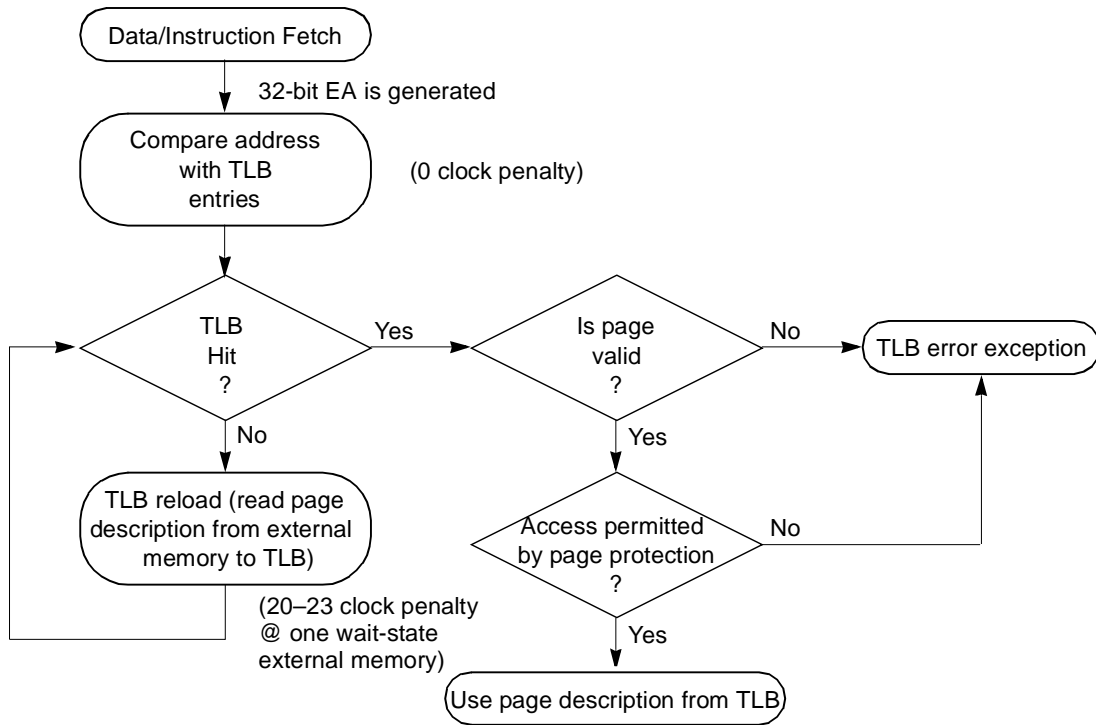 Data/Instruction Fetch
32-bit EA is generated
Compare address
with TLB
entries
(0 clock penalty)
TLB
Hit
?
Yes
Is page
valid
?
No
TLB error exception
No
Yes
TLB reload (read page
description from external
memory to TLB)
Access permitted
by page protection
?
No
(20–23 clock penalty
@ one wait-state
external memory)
Yes
Use page description from TLB